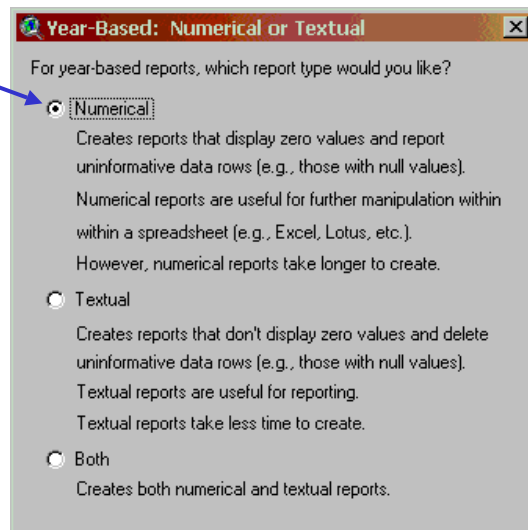 Year-Based: Numerical or Textual
For year-based reports, which report type would you like?
Numerical
Creates reports that display zero values and report
uninformative data rows (e.g., those with null values).
Numerical reports are useful for further manipulation within
within a spreadsheet (e.g., Excel, Lotus, etc.).
However, numerical reports take longer to create.
Textual
Creates reports that don't display zero values and delete
uninformative data rows (e.g., those with null values).
Textual reports are useful for reporting.
Textual reports take less time to create.
Both
Creates both numerical and textual reports.